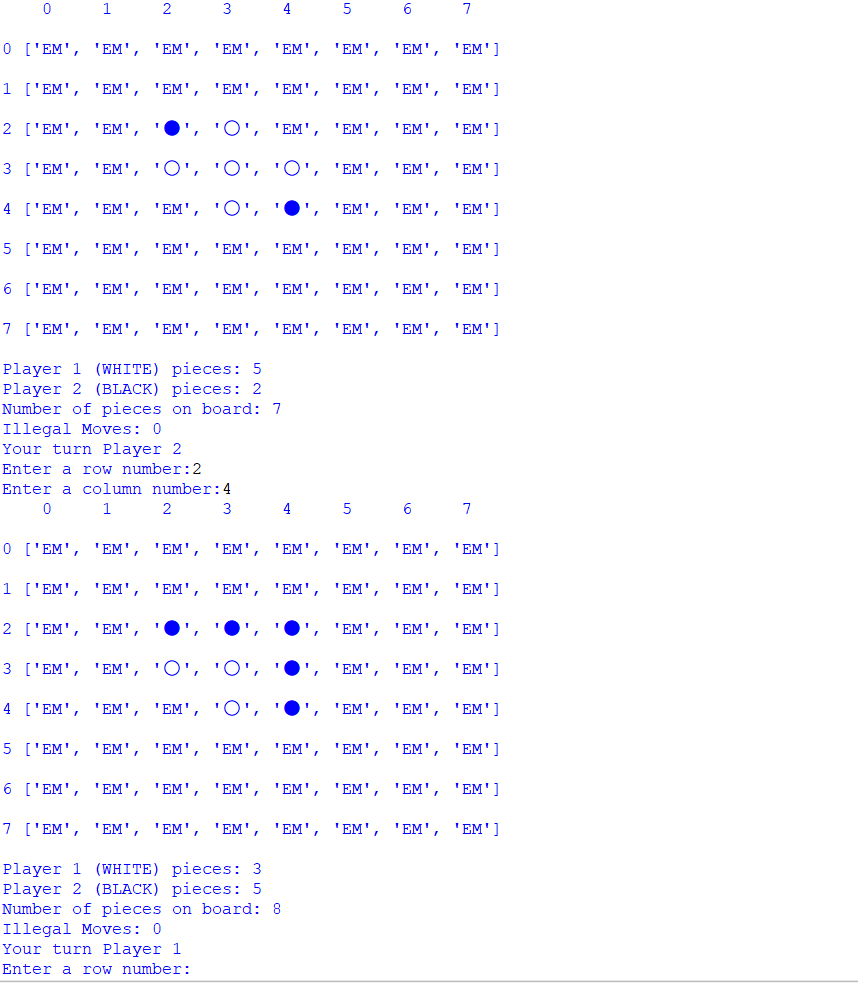 0 1 2 3 4 5 6 7
0 ['EM', 'EM', 'EM', 'EM', 'EM', 'EM', 'EM', 'EM']
1 ['EM', 'EM', 'EM', 'EM', 'EM', 'EM', 'EM', 'EM']
2 ['EM', 'EM', '●', '○', 'EM', 'EM', 'EM', 'EM']
3 ['EM', 'EM', '○', '○', '○', 'EM', 'EM', 'EM']
4 ['EM', 'EM', 'EM', '○', '●', 'EM', 'EM', 'EM']
5 ['EM', 'EM', 'EM', 'EM', 'EM', 'EM', 'EM', 'EM']
6 ['EM', 'EM', 'EM', 'EM', 'EM', 'EM', 'EM', 'EM']
7 ['EM', 'EM', 'EM', 'EM', 'EM', 'EM', 'EM', 'EM']
Player 1 (WHITE) pieces: 5
Player 2 (BLACK) pieces: 2
Number of pieces on board: 7
Illegal Moves: 0
Your turn Player 2
Enter a row number:2
Enter a column number:4
0 1 2 3 4 5 6 7
0 ['EM', 'EM', 'EM', 'EM', 'EM', 'EM', 'EM', 'EM']
1 ['EM', 'EM', 'EM', 'EM', 'EM', 'EM', 'EM', 'EM']
2 ['EM', 'EM', '●', '●', '●', 'EM', 'EM', 'EM']
3 ['EM', 'EM', '○', '○', '●', 'EM', 'EM', 'EM']
4 ['EM', 'EM', 'EM', '○', '●', 'EM', 'EM', 'EM']
5 ['EM', 'EM', 'EM', 'EM', 'EM', 'EM', 'EM', 'EM']
6 ['EM', 'EM', 'EM', 'EM', 'EM', 'EM', 'EM', 'EM']
7 ['EM', 'EM', 'EM', 'EM', 'EM', 'EM', 'EM', 'EM']
Player 1 (WHITE) pieces: 3
Player 2 (BLACK) pieces: 5
Number of pieces on board: 8
Illegal Moves: 0
Your turn Player 1
Enter a row number: